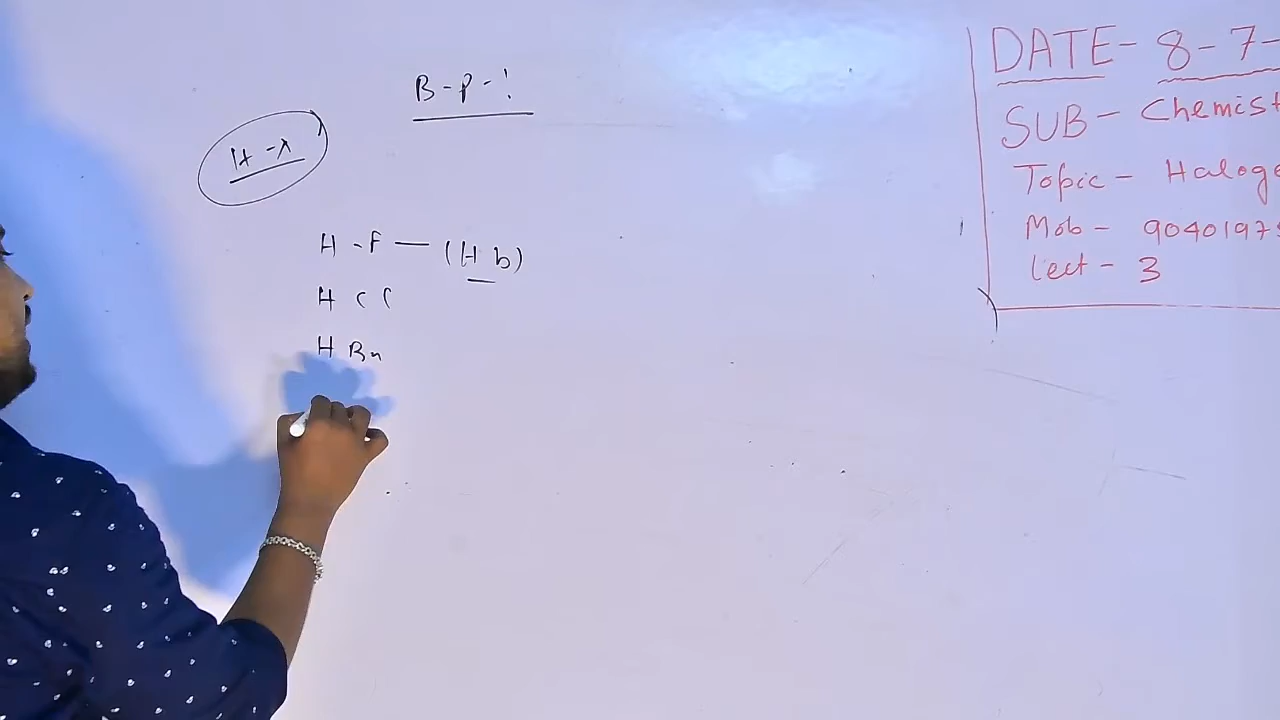 B-P-!
H-X
H-F — (H b)
H Cl
H Br
DATE- 8-7-
SUB- Chemist
Topic- Haloge
Mob- 9040197
Lect- 3